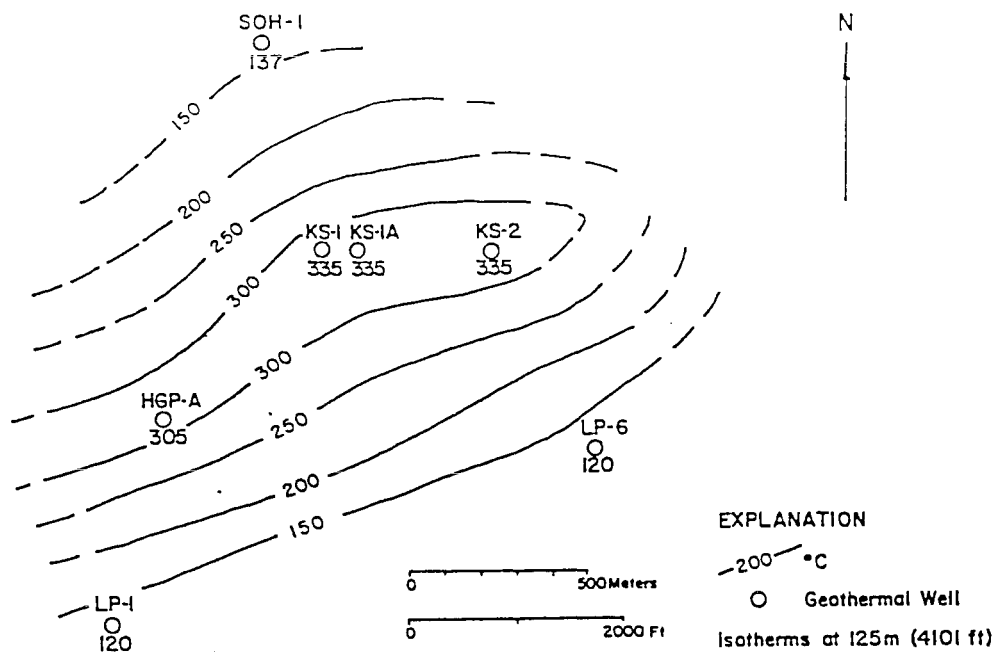 SOH-1
137
N
150
200
250
KS-1 KS-1A KS-2
335 335 335
300
300
HGP-A
305
250
LP-6
120
200
150
LP-1
120
0 500 Meters
0 2000 Ft
EXPLANATION
200 °C
Geothermal Well
Isotherms at 125m (4101 ft)